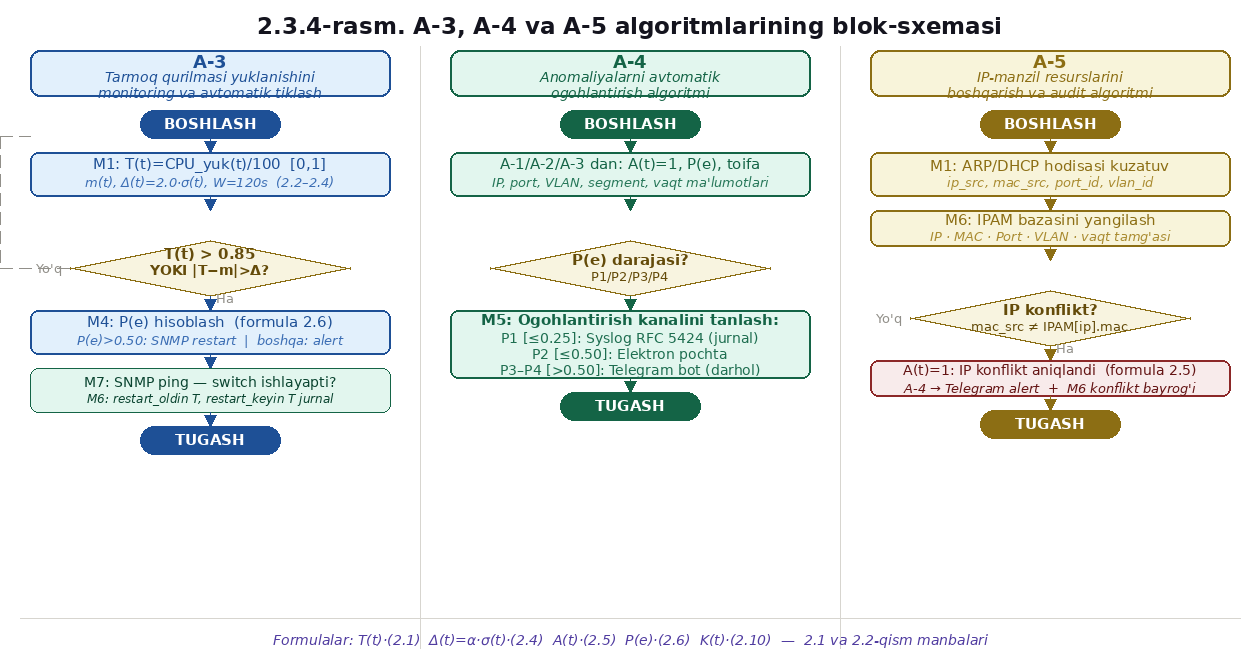 2.3.4-rasm. A-3, A-4 va A-5 algoritmlarining blok-sxemasi
A-3
Tarmoq qurilmasi yuklanishini
monitoring va avtomatik tiklash
BOSHLASH
M1: T(t)=CPU_yuk(t)/100  [0,1]
m(t), Δ(t)=2.0·σ(t), W=120s  (2.2–2.4)
T(t) > 0.85
YOKI |T−m|>Δ?
Yo'q
Ha
M4: P(e) hisoblash  (formula 2.6)
P(e)>0.50: SNMP restart  |  boshqa: alert
M7: SNMP ping — switch ishlayapti?
M6: restart_oldin T, restart_keyin T jurnal
TUGASH
A-4
Anomaliyalarni avtomatik
ogohlantirish algoritmi
BOSHLASH
A-1/A-2/A-3 dan: A(t)=1, P(e), toifa
IP, port, VLAN, segment, vaqt ma'lumotlari
P(e) darajasi?
P1/P2/P3/P4
M5: Ogohlantirish kanalini tanlash:
P1 [≤0.25]: Syslog RFC 5424 (jurnal)
P2 [≤0.50]: Elektron pochta
P3–P4 [>0.50]: Telegram bot (darhol)
TUGASH
A-5
IP-manzil resurslarini
boshqarish va audit algoritmi
BOSHLASH
M1: ARP/DHCP hodisasi kuzatuv
ip_src, mac_src, port_id, vlan_id
M6: IPAM bazasini yangilash
IP · MAC · Port · VLAN · vaqt tamg'asi
IP konflikt?
mac_src ≠ IPAM[ip].mac
Yo'q
Ha
A(t)=1: IP konflikt aniqlandi  (formula 2.5)
A-4 → Telegram alert  +  M6 konflikt bayrog'i
TUGASH
Formulalar: T(t)·(2.1)  Δ(t)=α·σ(t)·(2.4)  A(t)·(2.5)  P(e)·(2.6)  K(t)·(2.10)  —  2.1 va 2.2-qism manbalari